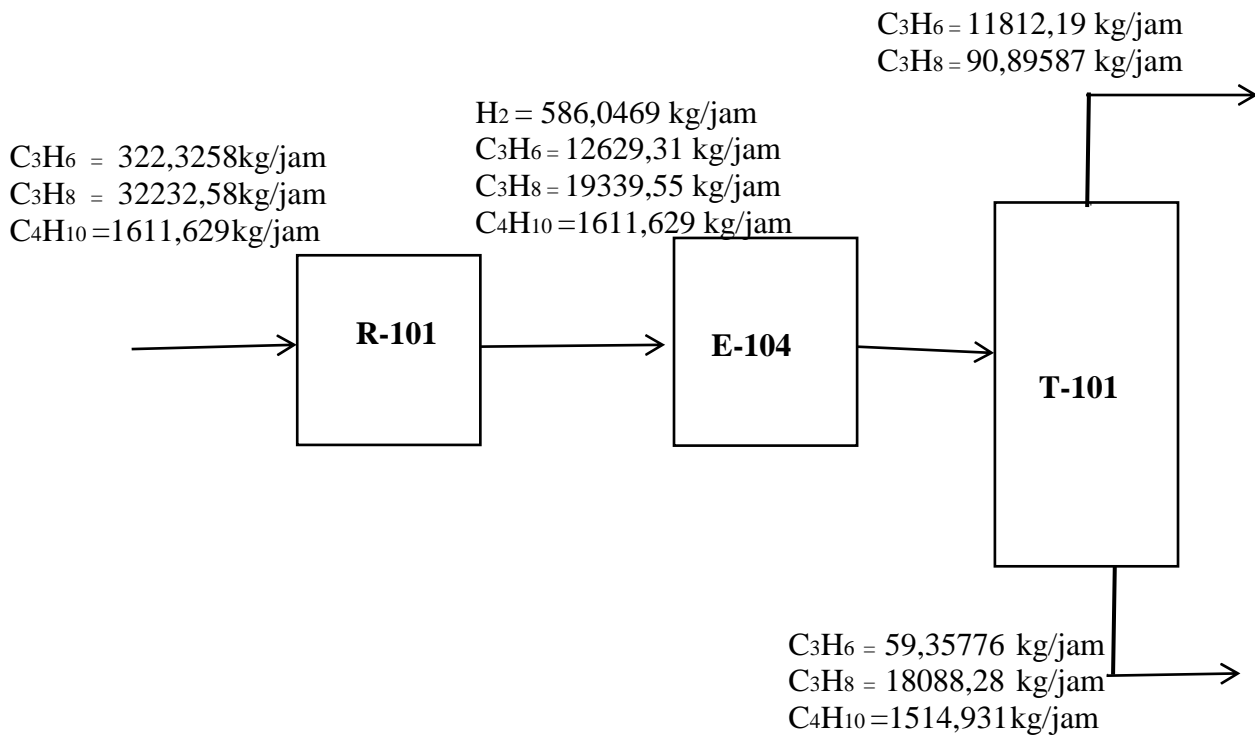 C3H6 = 11812,19 kg/jam
C3H8 = 90,89587 kg/jam
H2 = 586,0469 kg/jam
C3H6 = 12629,31 kg/jam
C3H8 = 19339,55 kg/jam
C4H10 =1611,629 kg/jam
C3H6 = 322,3258kg/jam
C3H8 = 32232,58kg/jam
C4H10 =1611,629kg/jam
R-101
E-104
T-101
C3H6 = 59,35776 kg/jam
C3H8 = 18088,28 kg/jam
C4H10 =1514,931kg/jam